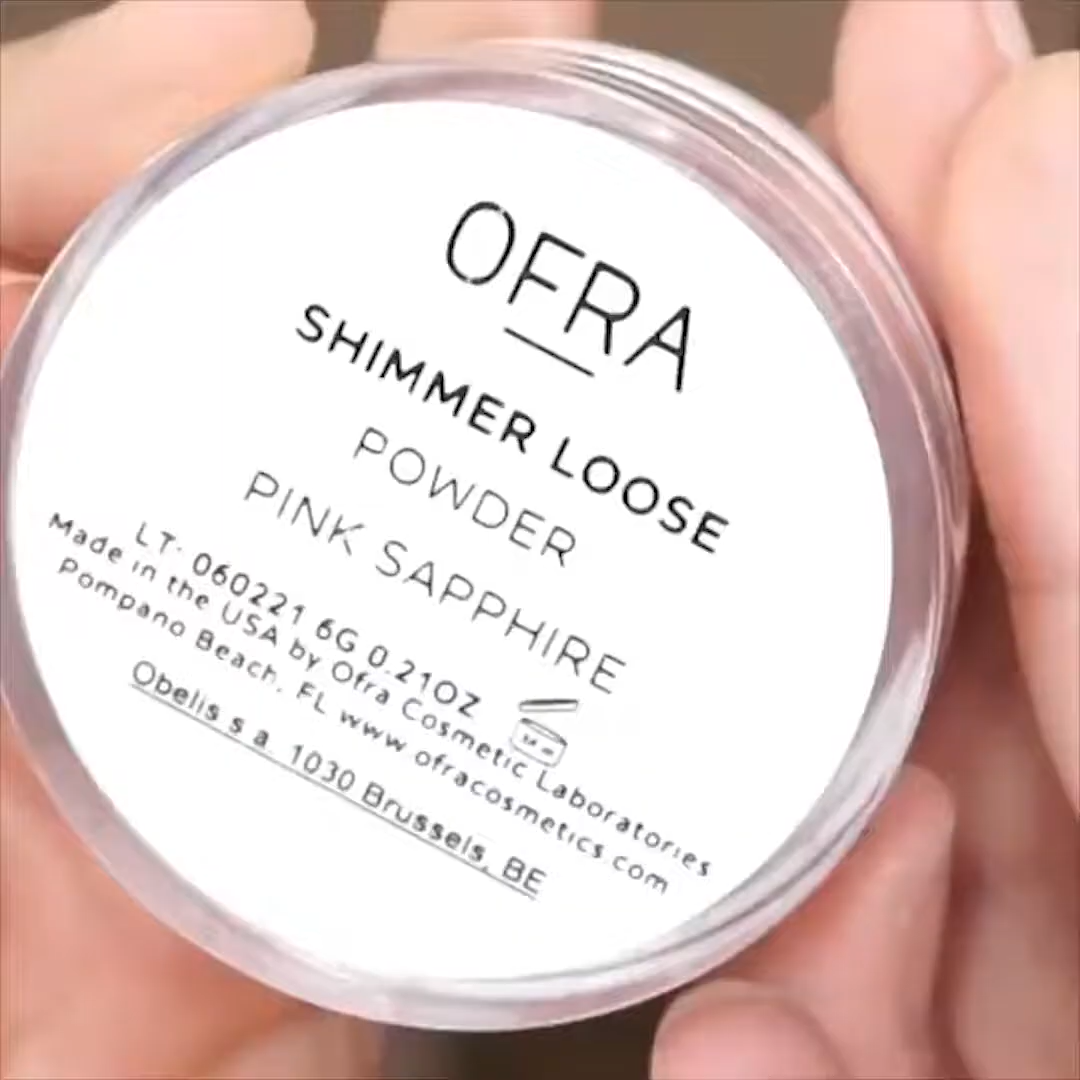 OFRA
SHIMMER LOOSE
POWDER
PINK SAPPHIRE
LT: 060221 6G 0.21OZ
Made in the USA by Ofra Cosmetic Laboratories
Pompano Beach, FL www.ofracosmetics.com
Obelis s.a. 1030 Brussels, BE